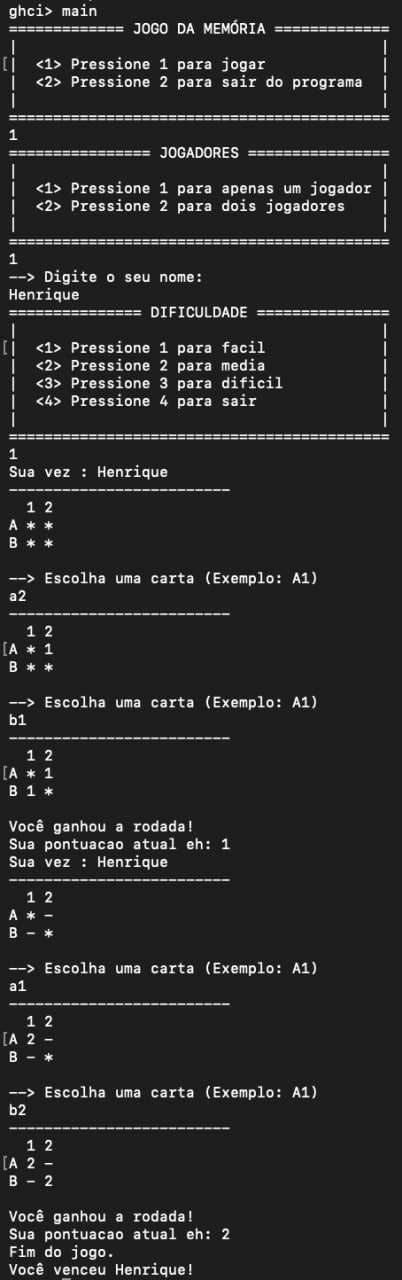 ghci> main
============= JOGO DA MEMÓRIA =============
|                                         |
[|  <1> Pressione 1 para jogar             |
|  <2> Pressione 2 para sair do programa  |
|                                         |
===========================================
1
================ JOGADORES ================
|                                         |
|  <1> Pressione 1 para apenas um jogador |
|  <2> Pressione 2 para dois jogadores    |
|                                         |
===========================================
1
--> Digite o seu nome:
Henrique
=============== DIFICULDADE ===============
|                                         |
[|  <1> Pressione 1 para facil             |
|  <2> Pressione 2 para media             |
|  <3> Pressione 3 para dificil           |
|  <4> Pressione 4 para sair              |
|                                         |
===========================================
1
Sua vez : Henrique
-------------------------
  1 2
A * *
B * *
--> Escolha uma carta (Exemplo: A1)
a2
-------------------------
  1 2
[A * 1
B * *
--> Escolha uma carta (Exemplo: A1)
b1
-------------------------
  1 2
[A * 1
B 1 *
Você ganhou a rodada!
Sua pontuacao atual eh: 1
Sua vez : Henrique
-------------------------
  1 2
A * -
B - *
--> Escolha uma carta (Exemplo: A1)
a1
-------------------------
  1 2
[A 2 -
B - *
--> Escolha uma carta (Exemplo: A1)
b2
-------------------------
  1 2
[A 2 -
B - 2
Você ganhou a rodada!
Sua pontuacao atual eh: 2
Fim do jogo.
Você venceu Henrique!